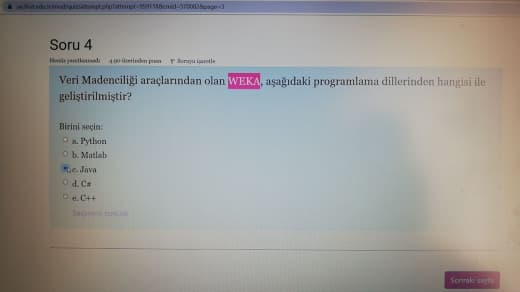 Soru 4
Henüz yanıtlanmadı 4.90 üzerinden puan Soruyu işaretle
Veri Madenciliği araçlarından olan WEKA, aşağıdaki programlama dillerinden hangisi ile
geliştirilmiştir?
Birini seçin:
a. Python
b. Matlab
c. Java
d. C#
e. C++
Seçimimi temizle
Sonraki sayfa